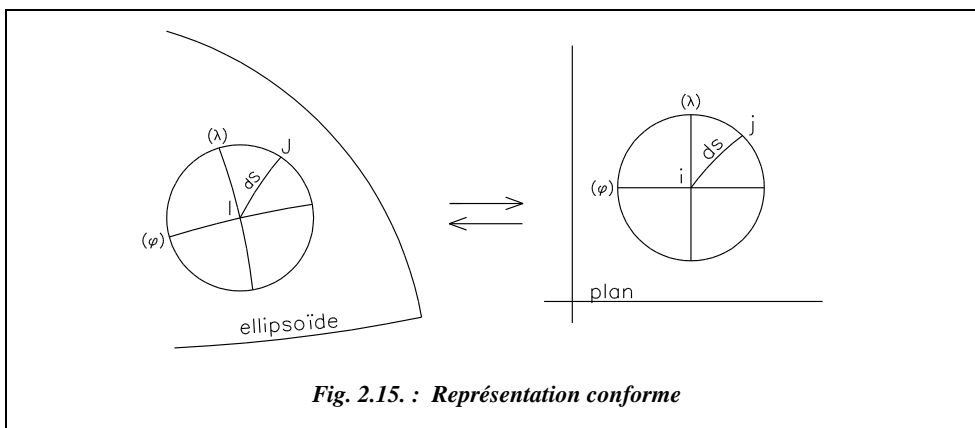 (λ)
J
dS
I
(φ)
ellipsoïde
(λ)
j
ds
i
(φ)
plan
Fig. 2.15. : Représentation conforme